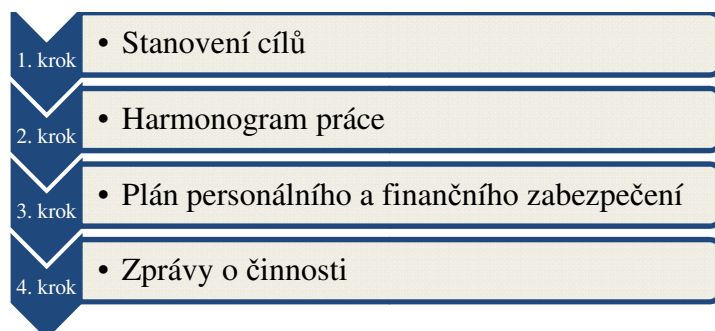 1. krok
• Stanovení cílů
2. krok
• Harmonogram práce
3. krok
• Plán personálního a finančního zabezpečení
4. krok
• Zprávy o činnosti